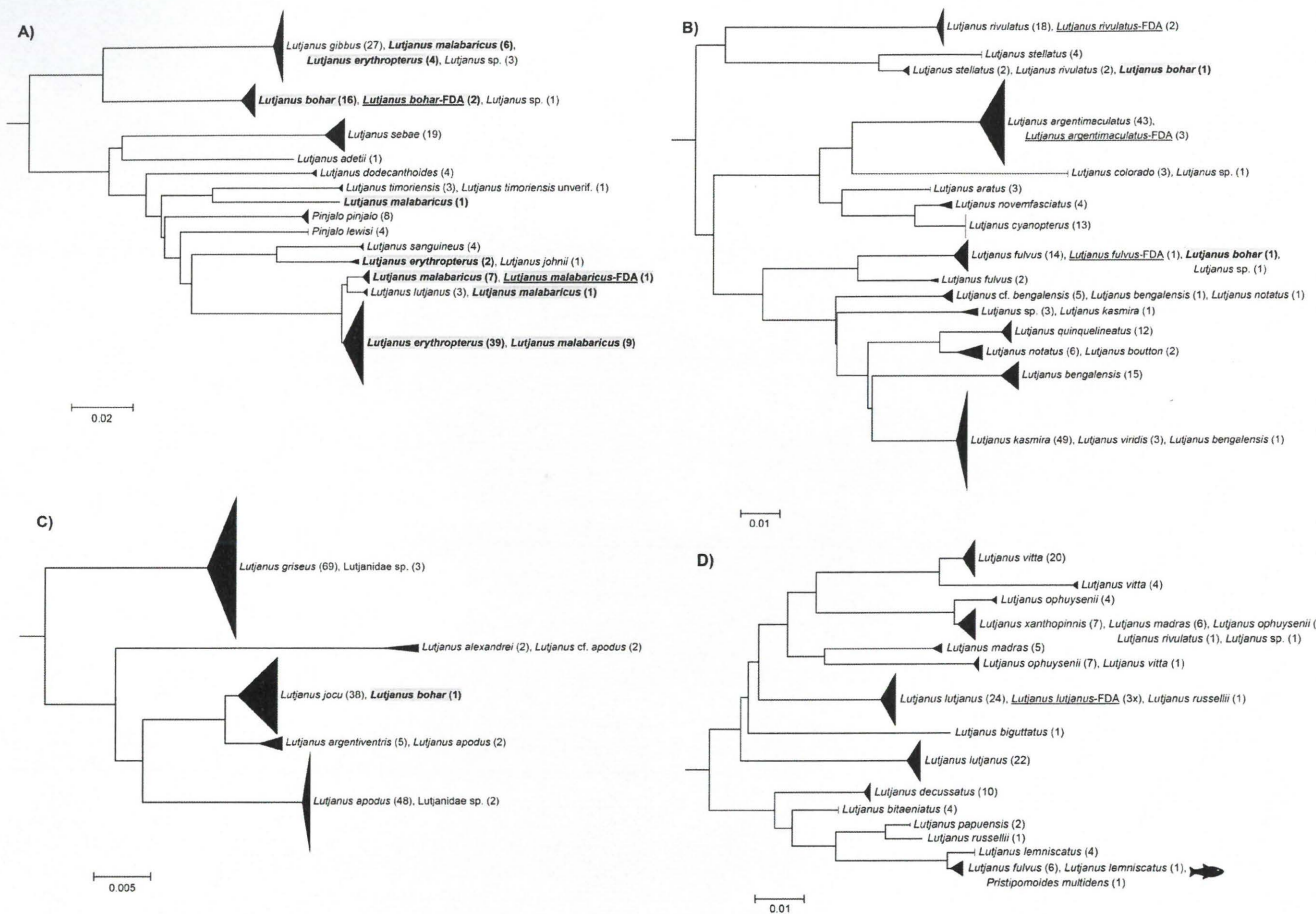 A)
Lutjanus gibbus (27), Lutjanus malabaricus (6),
Lutjanus erythropterus (4), Lutjanus sp. (3)
Lutjanus bohar (16), Lutjanus bohar-FDA (2), Lutjanus sp. (1)
Lutjanus sebae (19)
Lutjanus adetii (1)
Lutjanus dodecanthoides (4)
Lutjanus timoriensis (3), Lutjanus timoriensis unverif. (1)
Lutjanus malabaricus (1)
Pinjalo pinjalo (8)
Pinjalo lewisi (4)
Lutjanus sanguineus (4)
Lutjanus erythropterus (2), Lutjanus johnii (1)
Lutjanus malabaricus (7), Lutjanus malabaricus-FDA (1)
Lutjanus lutjanus (3), Lutjanus malabaricus (1)
Lutjanus erythropterus (39), Lutjanus malabaricus (9)
0.02
B)
Lutjanus rivulatus (18), Lutjanus rivulatus-FDA (2)
Lutjanus stellatus (4)
Lutjanus stellatus (2), Lutjanus rivulatus (2), Lutjanus bohar (1)
Lutjanus argentimaculatus (43),
Lutjanus argentimaculatus-FDA (3)
Lutjanus colorado (3), Lutjanus sp. (1)
Lutjanus aratus (3)
Lutjanus novemfasciatus (4)
Lutjanus cyanopterus (13)
Lutjanus fulvus (14), Lutjanus fulvus-FDA (1), Lutjanus bohar (1),
Lutjanus sp. (1)
Lutjanus fulvus (2)
Lutjanus cf. bengalensis (5), Lutjanus bengalensis (1), Lutjanus notatus (1)
Lutjanus sp. (3), Lutjanus kasmira (1)
Lutjanus quinquelineatus (12)
Lutjanus notatus (6), Lutjanus boutton (2)
Lutjanus bengalensis (15)
Lutjanus kasmira (49), Lutjanus viridis (3), Lutjanus bengalensis (1)
0.01
C)
Lutjanus griseus (69), Lutjanidae sp. (3)
Lutjanus alexandrei (2), Lutjanus cf. apodus (2)
Lutjanus jocu (38), Lutjanus bohar (1)
Lutjanus argentiventris (5), Lutjanus apodus (2)
Lutjanus apodus (48), Lutjanidae sp. (2)
0.005
D)
Lutjanus vitta (20)
Lutjanus vitta (4)
Lutjanus ophuysenii (4)
Lutjanus xanthopinnis (7), Lutjanus madras (6), Lutjanus ophuysenii (
Lutjanus rivulatus (1), Lutjanus sp. (1)
Lutjanus madras (5)
Lutjanus ophuysenii (7), Lutjanus vitta (1)
Lutjanus lutjanus (24), Lutjanus lutjanus-FDA (3x), Lutjanus russellii (1)
Lutjanus biguttatus (1)
Lutjanus lutjanus (22)
Lutjanus decussatus (10)
Lutjanus bitaeniatus (4)
Lutjanus papuensis (2)
Lutjanus russellii (1)
Lutjanus lemniscatus (4)
Lutjanus fulvus (6), Lutjanus lemniscatus (1),
Pristipomoides multidens (1)
0.01